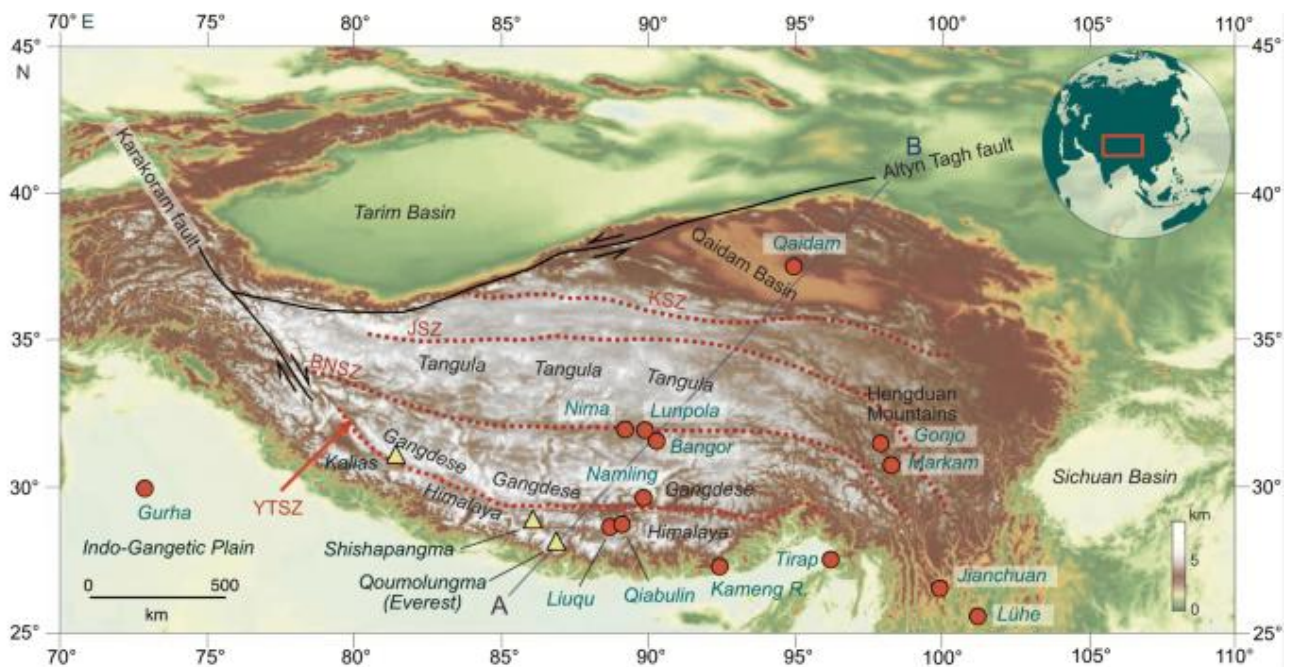 70° E 75° 80° 85° 90° 95° 100° 105° 110°
45° 45°
N
Karakoram fault
B
Altyn Tagh fault
40° 40°
Tarim Basin
Qaidam
Qaidam Basin
KSZ
JSZ
35° 35°
BNSZ
Tangula Tangula Tangula
Hengduan
Mountains
Nima Lunpola
Gonjo
Bangor
Markam
Gangdese
Kalias
Namling
Gangdese Gangdese
Sichuan Basin
30° 30°
Himalaya
YTSZ
Gurha
km
Shishapangma
Himalaya
Indo-Gangetic Plain
5
Tirap
0 500
Qoumolungma
(Everest)
A
Liuqu
Qiabulin
Kameng R.
Jianchuan
km
Lühe
0
25° 25°
70° 75° 80° 85° 90° 95° 100° 105° 110°